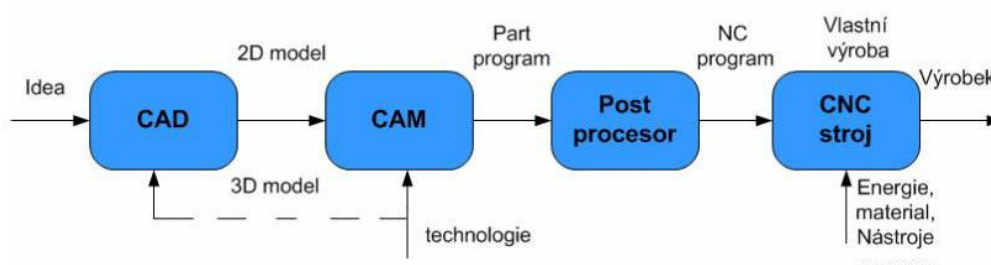 Idea
CAD
2D model
3D model
CAM
technologie
Part
program
Post
procesor
NC
program
Vlastní
výroba
CNC
stroj
Energie,
material,
Nástroje
Výrobek